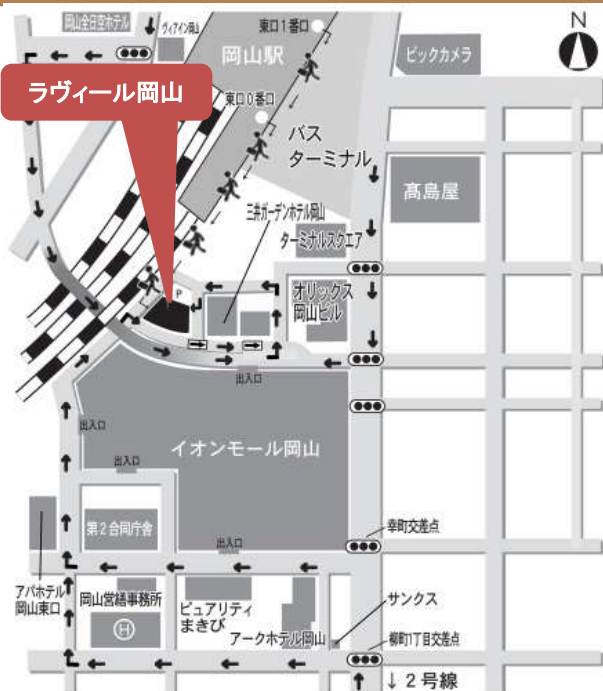 岡山全日空ホテル
ヴィアイン岡山
東口1番口
岡山駅
N
ビックカメラ
ラヴィール岡山
東口0番口
バス
ターミナル
髙島屋
三井ガーデンホテル岡山
ターミナルスクエア
P
オリックス
岡山ビル
出入口
出入口
イオンモール岡山
出入口
第2合同庁舎
幸町交差点
出入口
アパホテル
岡山東口
岡山営繕事務所
ピュアリティ
まきび
サンクス
H
アークホテル岡山
柳町1丁目交差点
↓2号線